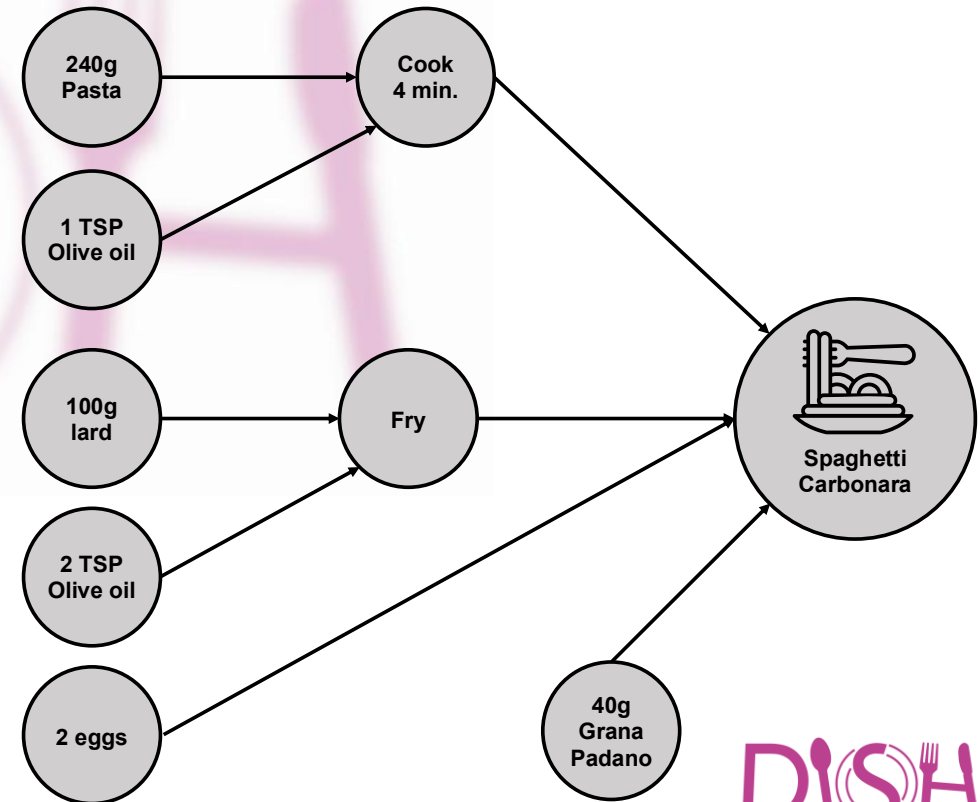 240g
Pasta
Cook
4 min.
1 TSP
Olive oil
100g
lard
Fry
Spaghetti
Carbonara
2 TSP
Olive oil
2 eggs
40g
Grana
Padano
DISH